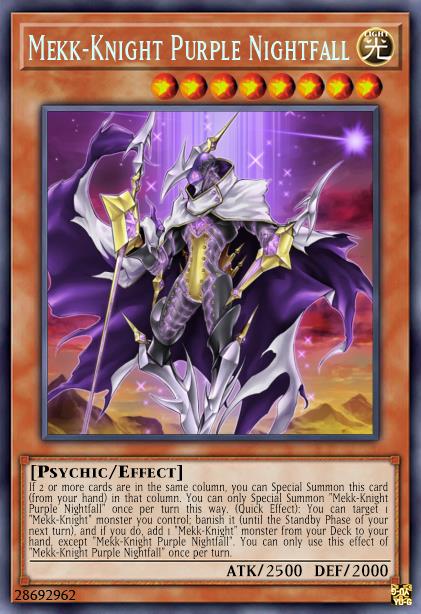 Mekk-Knight Purple Nightfall
LIGHT
光
[Psychic/Effect]
If 2 or more cards are in the same column, you can Special Summon this card
(from your hand) in that column. You can only Special Summon "Mekk-Knight
Purple Nightfall" once per turn this way. (Quick Effect): You can target 1
"Mekk-Knight" monster you control; banish it (until the Standby Phase of your
next turn), and if you do, add 1 "Mekk-Knight" monster from your Deck to your
hand, except "Mekk-Knight Purple Nightfall". You can only use this effect of
"Mekk-Knight Purple Nightfall" once per turn.
ATK/2500 DEF/2000
28692962